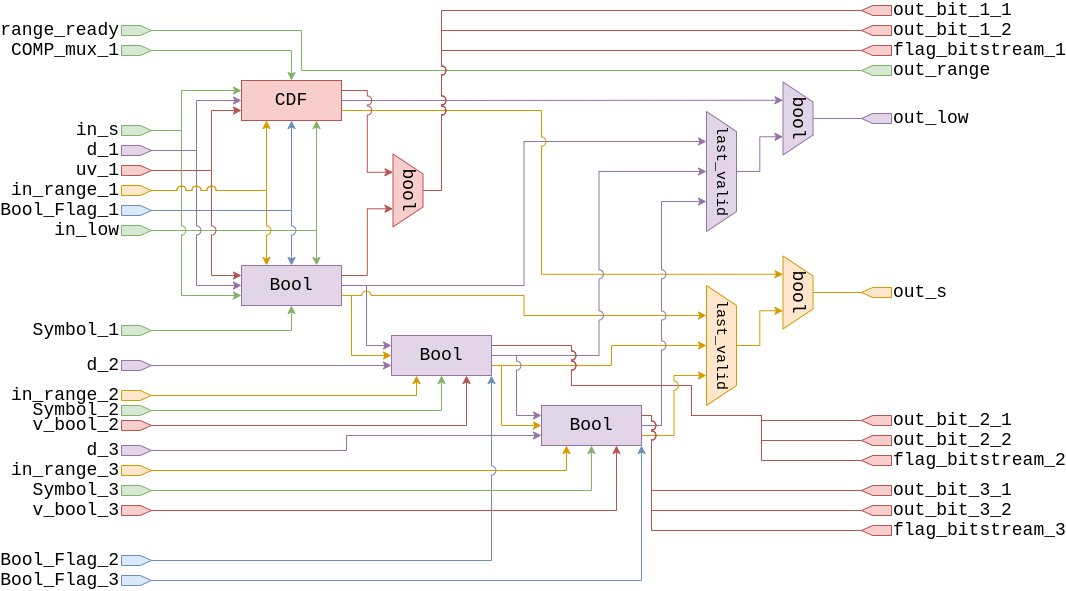 range_ready
COMP_mux_1
in_s
d_1
uv_1
in_range_1
Bool_Flag_1
in_low
Symbol_1
d_2
in_range_2
Symbol_2
v_bool_2
d_3
in_range_3
Symbol_3
v_bool_3
Bool_Flag_2
Bool_Flag_3
CDF
Bool
Bool
Bool
bool
last_valid
bool
last_valid
bool
out_bit_1_1
out_bit_1_2
flag_bitstream_1
out_range
out_low
out_s
out_bit_2_1
out_bit_2_2
flag_bitstream_2
out_bit_3_1
out_bit_3_2
flag_bitstream_3